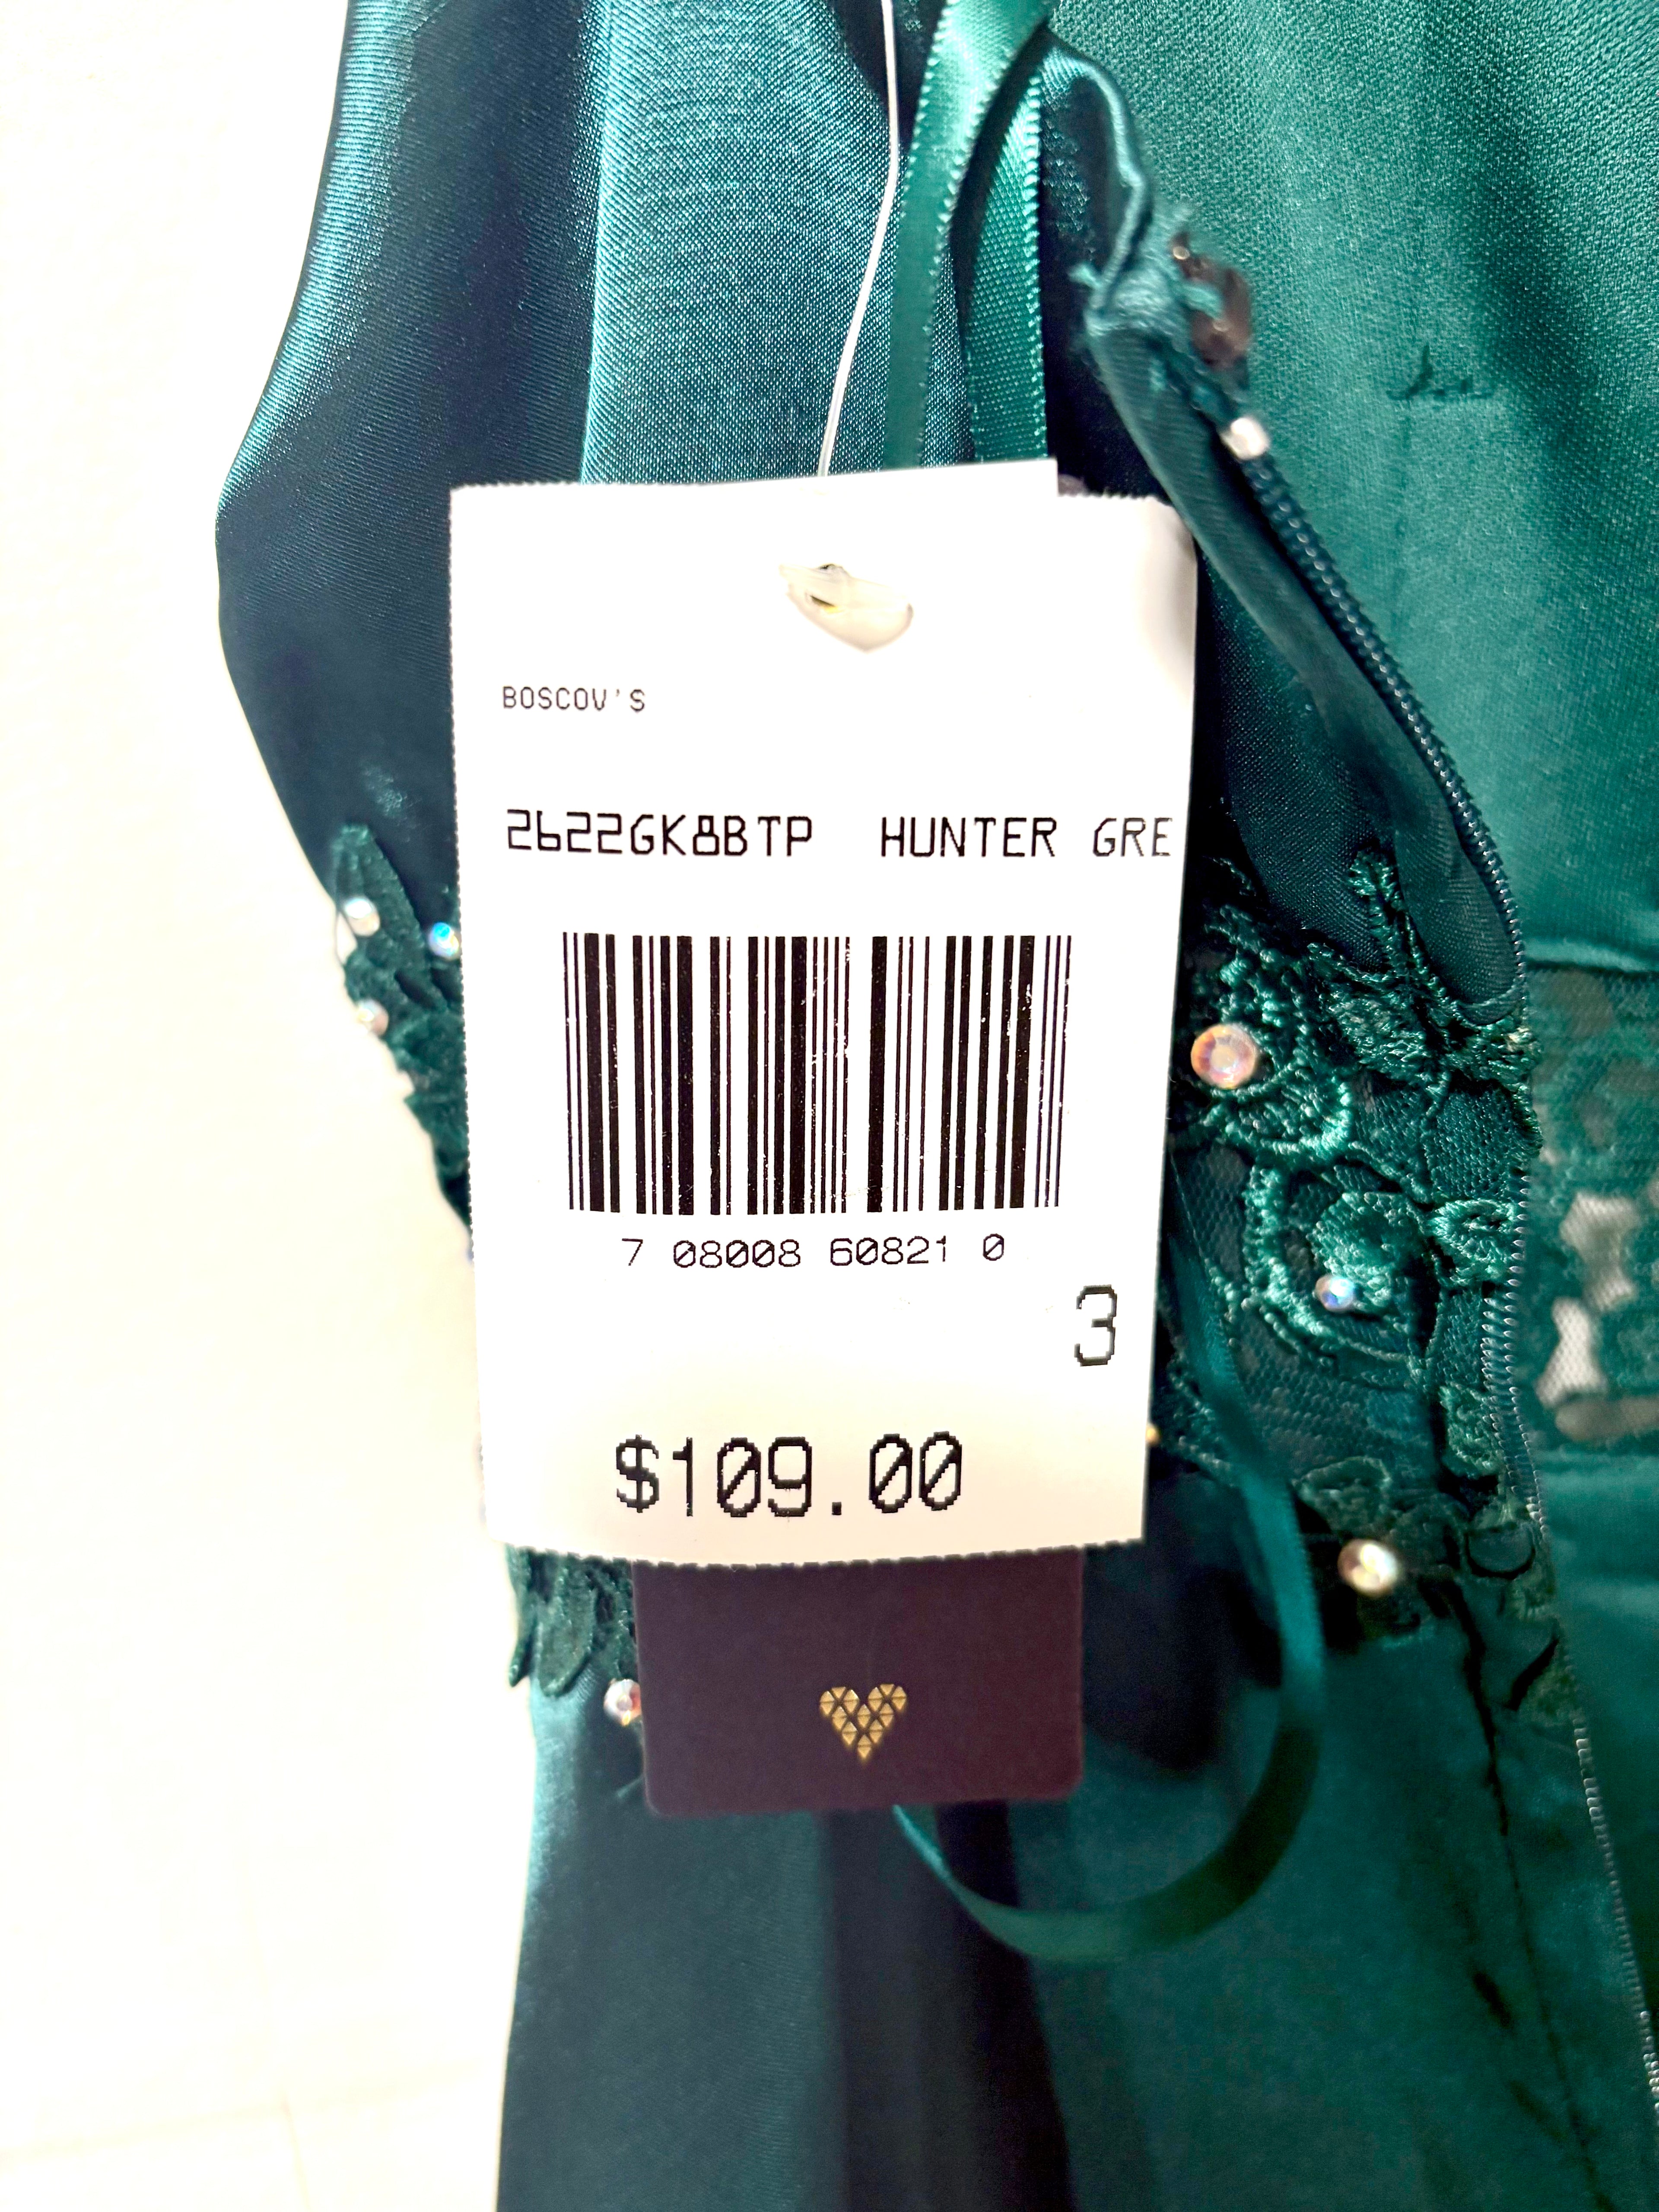 BOSCOV'S
2622GK8BTP HUNTER GRE
7 08008 60821 0
3
$109.00